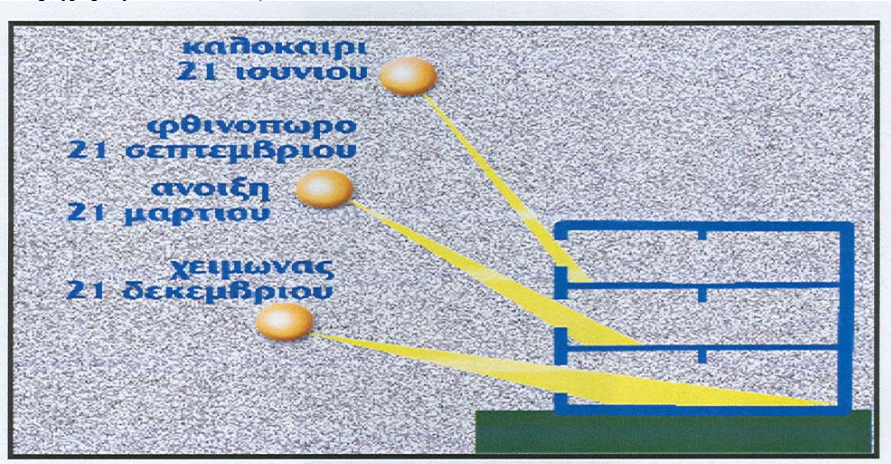 καλοκαιρι
21 ιουνιου
φθινοπωρο
21 σεπτεμβριου
ανοιξη
21 μαρτιου
χειμωνας
21 δεκεμβριου